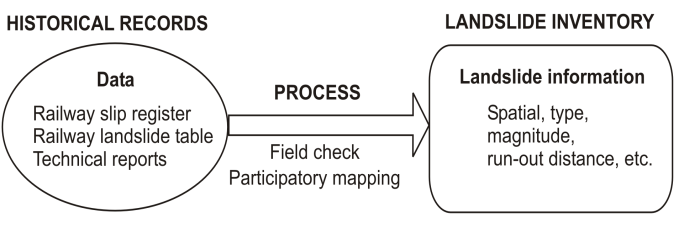 HISTORICAL RECORDS
Data
Railway slip register
Railway landslide table
Technical reports
PROCESS
Field check
Participatory mapping
LANDSLIDE INVENTORY
Landslide information
Spatial, type,
magnitude,
run-out distance, etc.